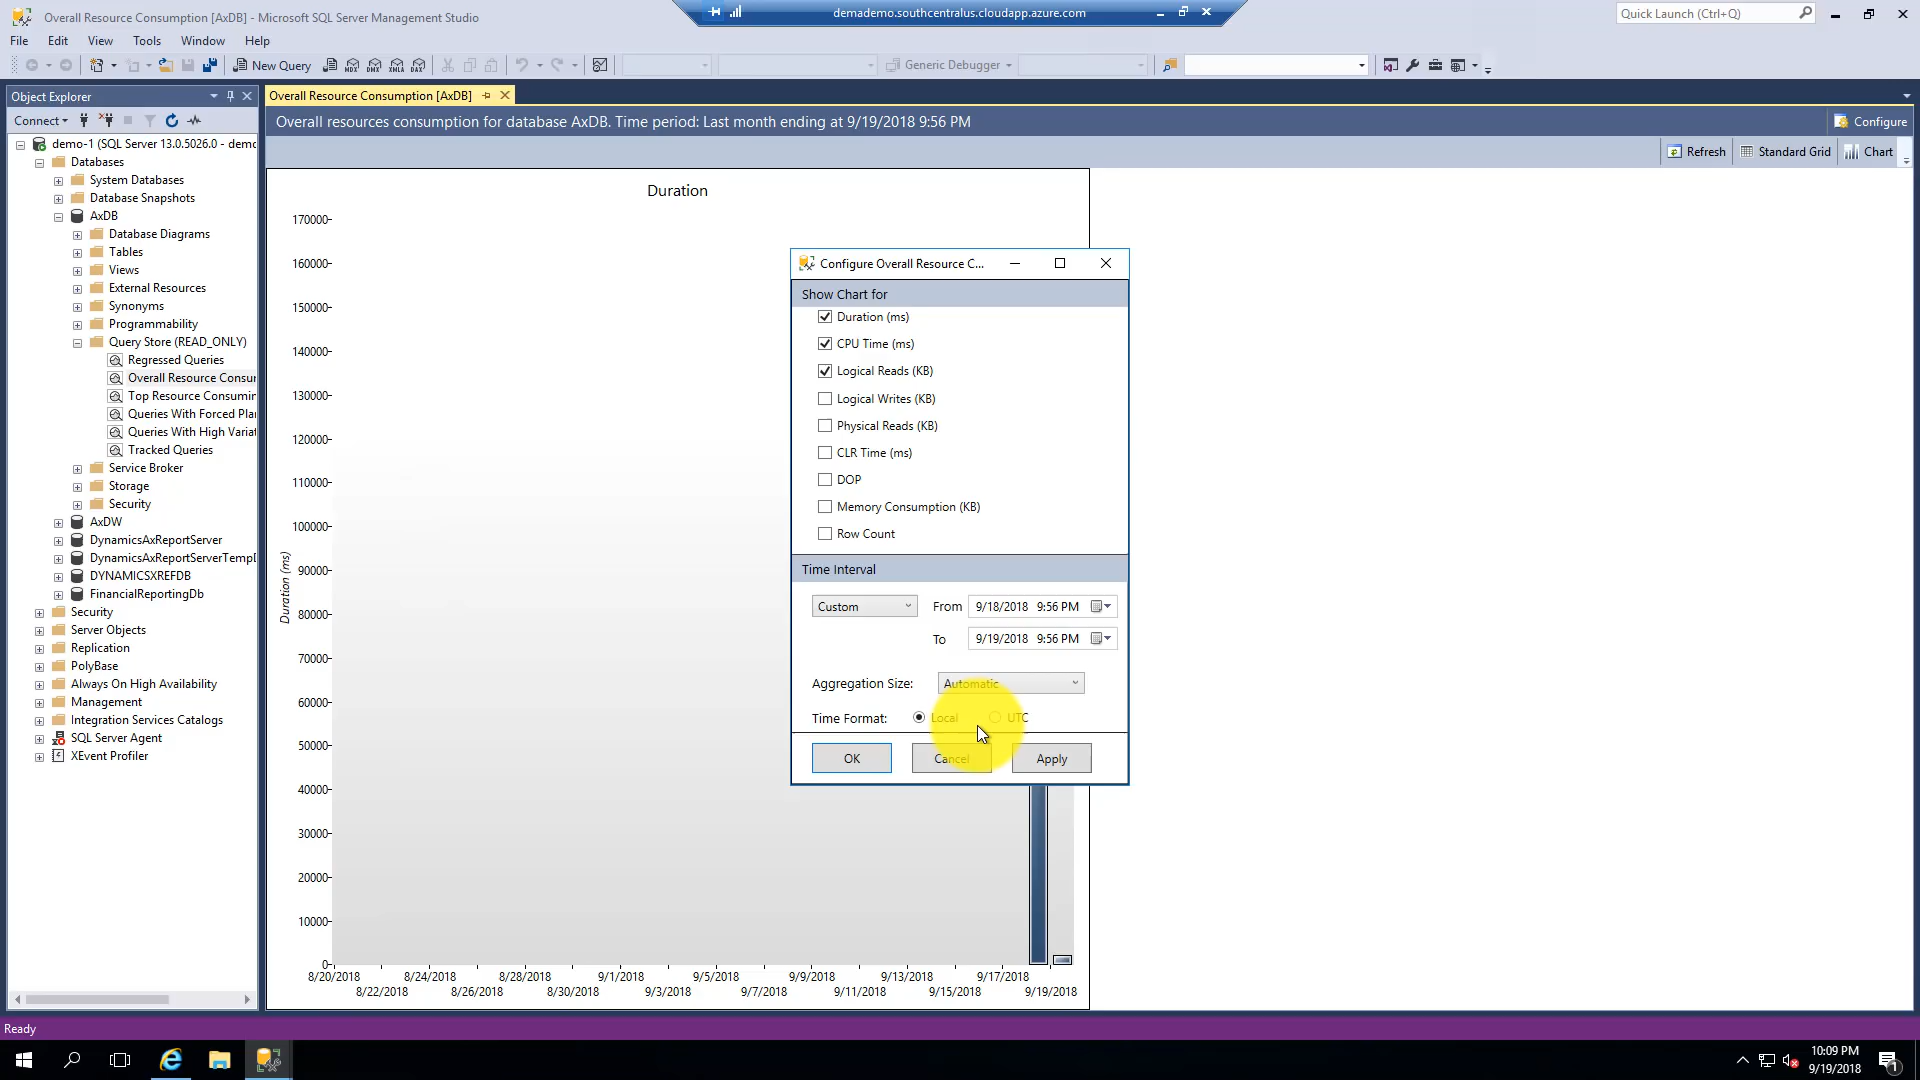 Overall Resource Consumption [AxDB] - Microsoft SQL Server Management Studio
demademo.southcentralus.cloudapp.azure.com
Quick Launch (Ctrl+Q)
File Edit View Tools Window Help
New Query
MDX DMX XMLA DAX
Generic Debugger
Object Explorer
Overall Resource Consumption [AxDB]
Connect
Overall resources consumption for database AxDB. Time period: Last month ending at 9/19/2018 9:56 PM
Configure
Refresh
Standard Grid
Chart
demo-1 (SQL Server 13.0.5026.0 - demo
Databases
System Databases
Database Snapshots
AxDB
Database Diagrams
Tables
Views
External Resources
Synonyms
Programmability
Query Store (READ_ONLY)
Regressed Queries
Overall Resource Consu
Top Resource Consumin
Queries With Forced Pla
Queries With High Variat
Tracked Queries
Service Broker
Storage
Security
AxDW
DynamicsAxReportServer
DynamicsAxReportServerTempD
DYNAMICSXREFDB
FinancialReportingDb
Security
Server Objects
Replication
PolyBase
Always On High Availability
Management
Integration Services Catalogs
SQL Server Agent
XEvent Profiler
Duration
Duration (ms)
170000
160000
150000
140000
130000
120000
110000
100000
90000
80000
70000
60000
50000
40000
30000
20000
10000
0
8/20/2018 8/24/2018 8/28/2018 9/1/2018 9/5/2018 9/9/2018 9/13/2018 9/17/2018
8/22/2018 8/26/2018 8/30/2018 9/3/2018 9/7/2018 9/11/2018 9/15/2018 9/19/2018
Configure Overall Resource C...
Show Chart for
Duration (ms)
CPU Time (ms)
Logical Reads (KB)
Logical Writes (KB)
Physical Reads (KB)
CLR Time (ms)
DOP
Memory Consumption (KB)
Row Count
Time Interval
Custom From 9/18/2018 9:56 PM
To 9/19/2018 9:56 PM
Aggregation Size: Automatic
Time Format: Local UTC
OK Cancel Apply
Ready
10:09 PM
9/19/2018
1